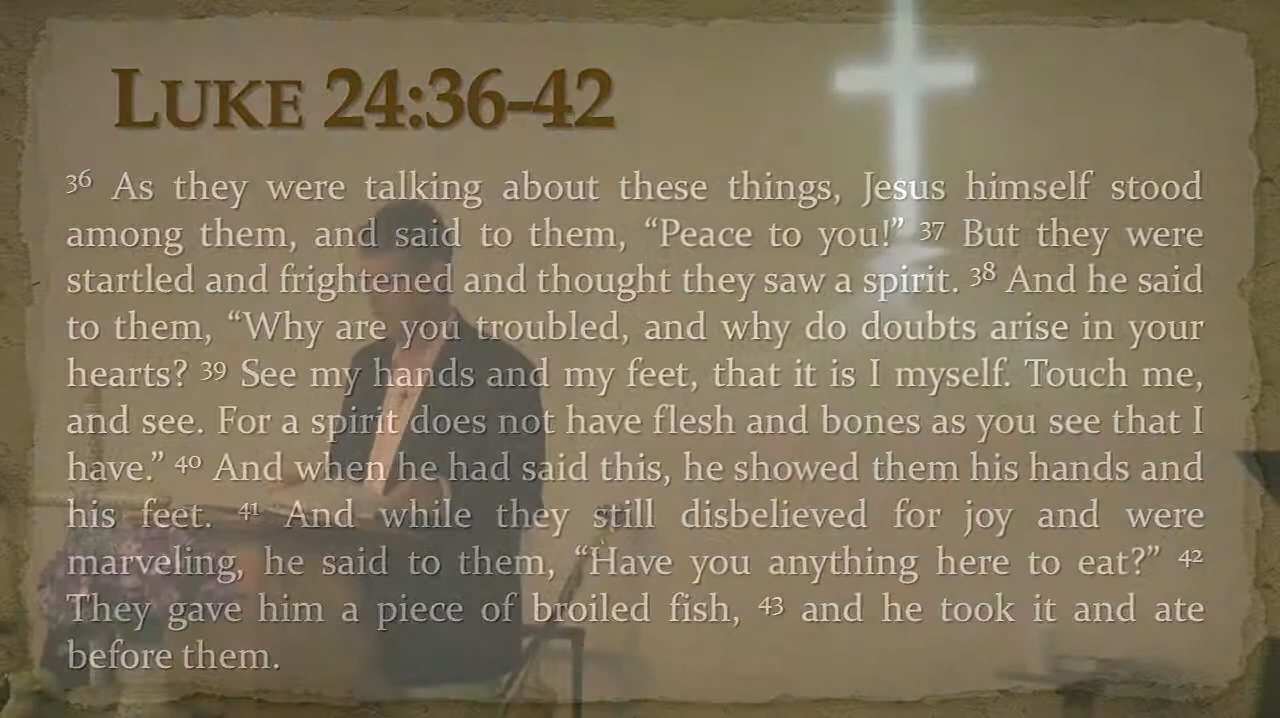 LUKE 24:36-42
36 As they were talking about these things, Jesus himself stood
among them, and said to them, “Peace to you!” 37 But they were
startled and frightened and thought they saw a spirit. 38 And he said
to them, “Why are you troubled, and why do doubts arise in your
hearts? 39 See my hands and my feet, that it is I myself. Touch me,
and see. For a spirit does not have flesh and bones as you see that I
have.” 40 And when he had said this, he showed them his hands and
his feet. 41 And while they still disbelieved for joy and were
marveling, he said to them, “Have you anything here to eat?” 42
They gave him a piece of broiled fish, 43 and he took it and ate
before them.